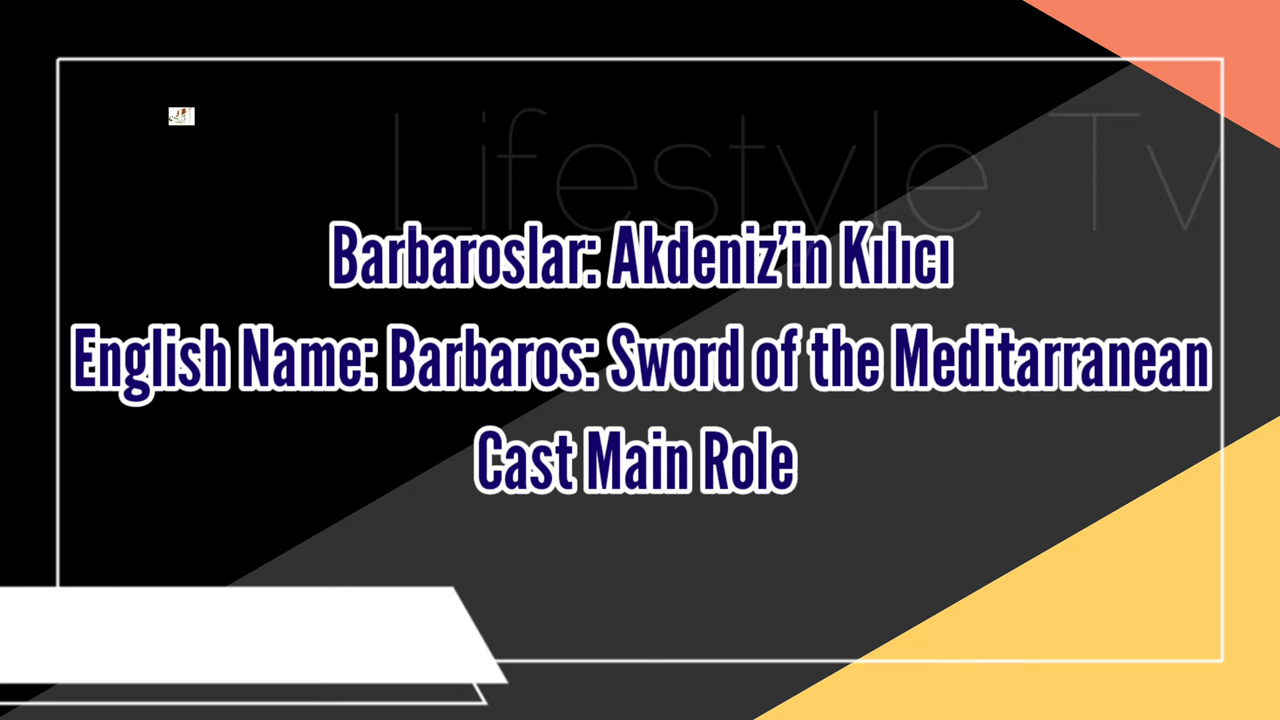 Lifestyle Tv
Barbaroslar: Akdeniz’in Kılıcı
English Name: Barbaros: Sword of the Meditarranean
Cast Main Role